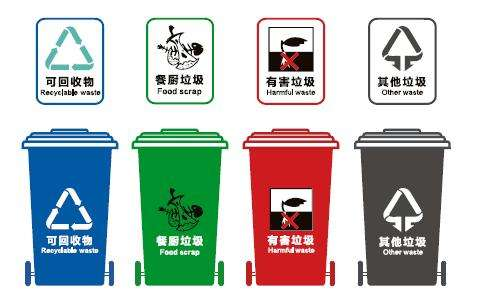 可回收物
Recyclable waste
餐厨垃圾
Food scrap
有害垃圾
Harmful waste
其他垃圾
Other waste
可回收物
Recyclable waste
餐厨垃圾
Food scrap
有害垃圾
Harmful waste
其他垃圾
Other waste